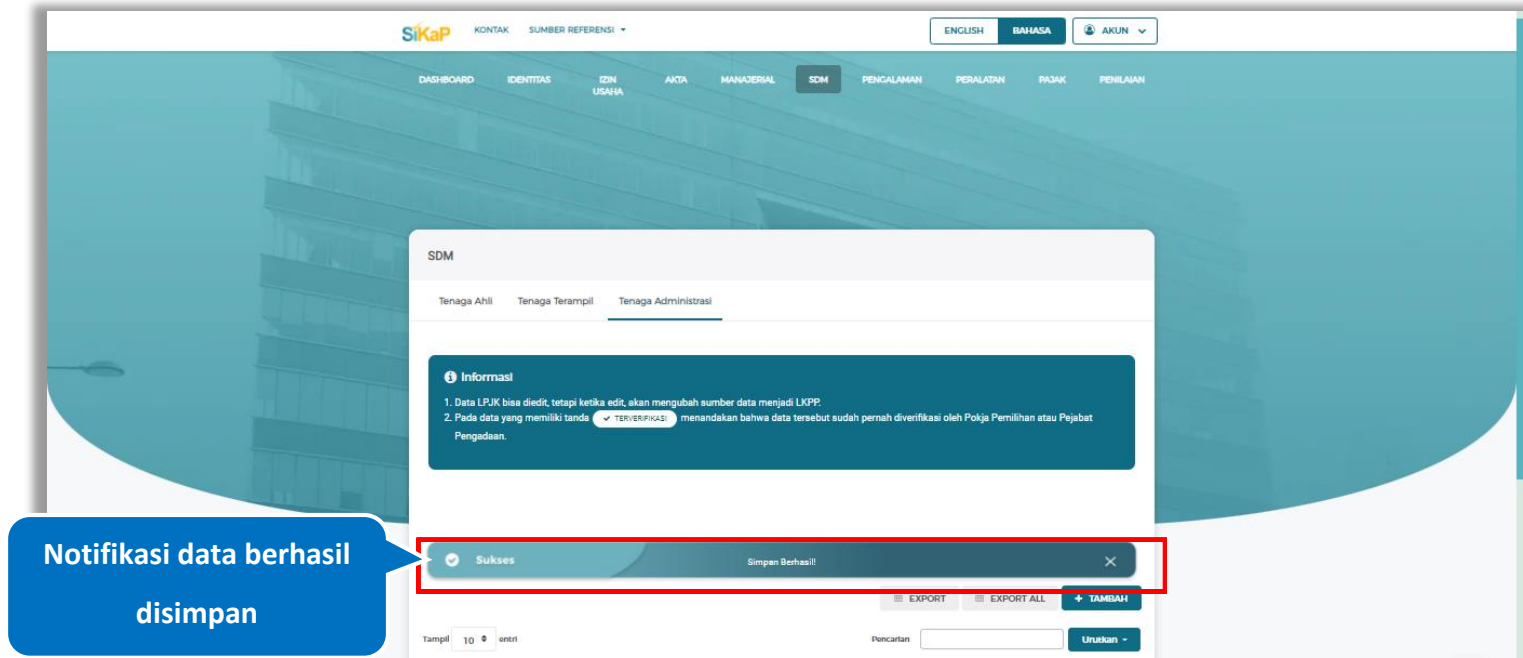 SiKaP KONTAK SUMBER REFERENSI ENGLISH BAHASA AKUN
DASHBOARD IDENTITAS IZIN USAHA AKTA MANAJERIAL SDM PENGALAMAN PERALATAN PAJAK PENILAIAN
SDM
Tenaga Ahli Tenaga Terampil Tenaga Administrasi
Informasi
1. Data LPJK bisa diedit, tetapi ketika edit, akan mengubah sumber data menjadi LKPP.
2. Pada data yang memiliki tanda TERVERIFIKASI menandakan bahwa data tersebut sudah pernah diverifikasi oleh Pokja Pemilihan atau Pejabat
Pengadaan.
Notifikasi data berhasil
disimpan
Sukses Simpan Berhasil!
EXPORT EXPORT ALL + TAMBAH
Tampil 10 entri Pencarian Urutkan